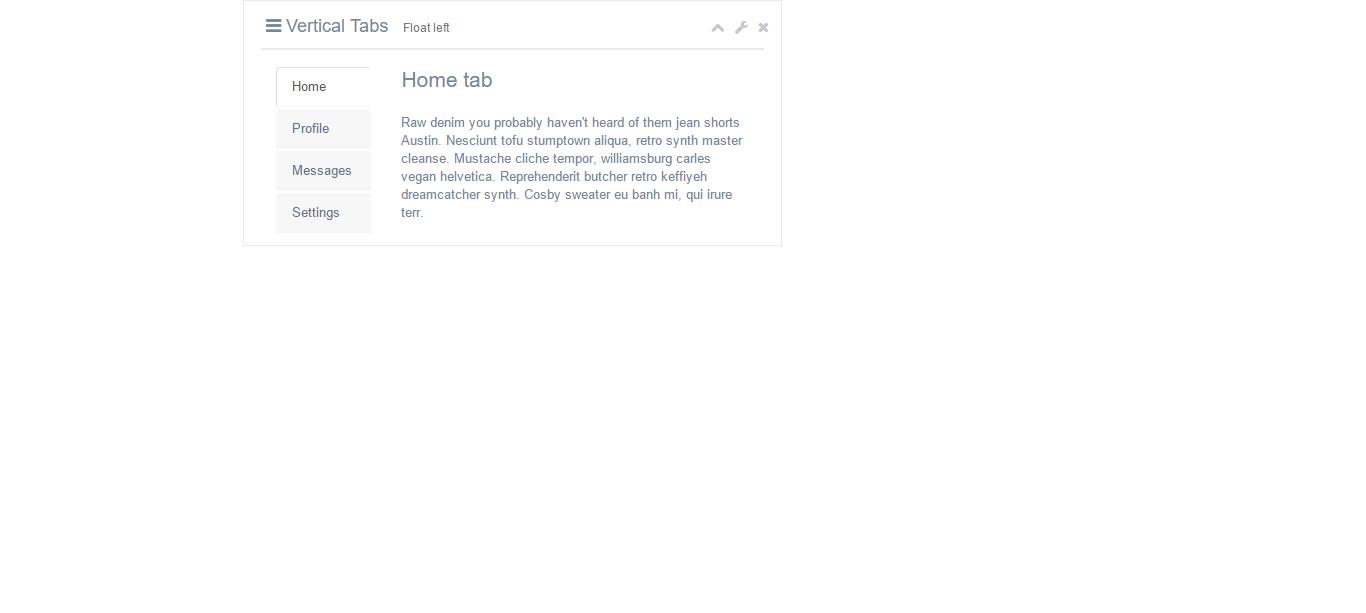 Vertical Tabs Float left
Home
Profile
Messages
Settings
Home tab
Raw denim you probably haven't heard of them jean shorts
Austin. Nesciunt tofu stumptown aliqua, retro synth master
cleanse. Mustache cliche tempor, williamsburg carles
vegan helvetica. Reprehenderit butcher retro keffiyeh
dreamcatcher synth. Cosby sweater eu banh mi, qui irure
terr.